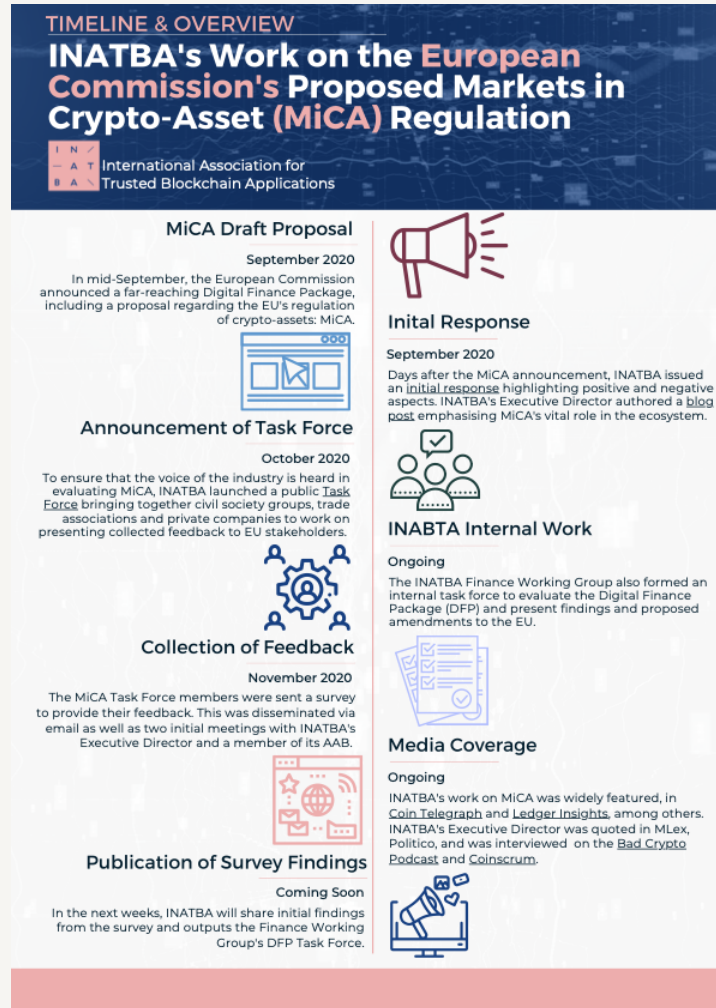 TIMELINE & OVERVIEW
INATBA's Work on the European
Commission's Proposed Markets in
Crypto-Asset (MiCA) Regulation
I N /
— A T
B A \
International Association for
Trusted Blockchain Applications
MiCA Draft Proposal
September 2020
In mid-September, the European Commission
announced a far-reaching Digital Finance Package,
including a proposal regarding the EU's regulation
of crypto-assets: MiCA.
Inital Response
September 2020
Days after the MiCA announcement, INATBA issued
an initial response highlighting positive and negative
aspects. INATBA's Executive Director authored a blog
post emphasising MiCA's vital role in the ecosystem.
Announcement of Task Force
October 2020
To ensure that the voice of the industry is heard in
evaluating MiCA, INATBA launched a public Task
Force bringing together civil society groups, trade
associations and private companies to work on
presenting collected feedback to EU stakeholders.
INABTA Internal Work
Ongoing
The INATBA Finance Working Group also formed an
internal task force to evaluate the Digital Finance
Package (DFP) and present findings and proposed
amendments to the EU.
Collection of Feedback
November 2020
The MiCA Task Force members were sent a survey
to provide their feedback. This was disseminated via
email as well as two initial meetings with INATBA's
Executive Director and a member of its AAB.
Media Coverage
Ongoing
INATBA's work on MiCA was widely featured, in
Coin Telegraph and Ledger Insights, among others.
INATBA's Executive Director was quoted in MLex,
Politico, and was interviewed on the Bad Crypto
Podcast and Coinscrum.
Publication of Survey Findings
Coming Soon
In the next weeks, INATBA will share initial findings
from the survey and outputs the Finance Working
Group's DFP Task Force.